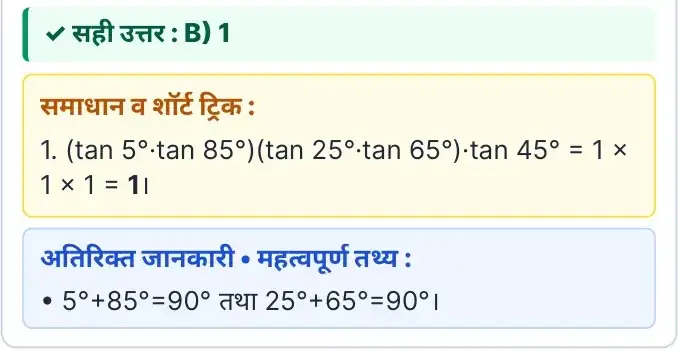 ✓ सही उत्तर : B) 1
समाधान व शॉर्ट ट्रिक :
1. (tan 5°·tan 85°)(tan 25°·tan 65°)·tan 45° = 1 ×
1 × 1 = 1।
अतिरिक्त जानकारी • महत्वपूर्ण तथ्य :
• 5°+85°=90° तथा 25°+65°=90°।